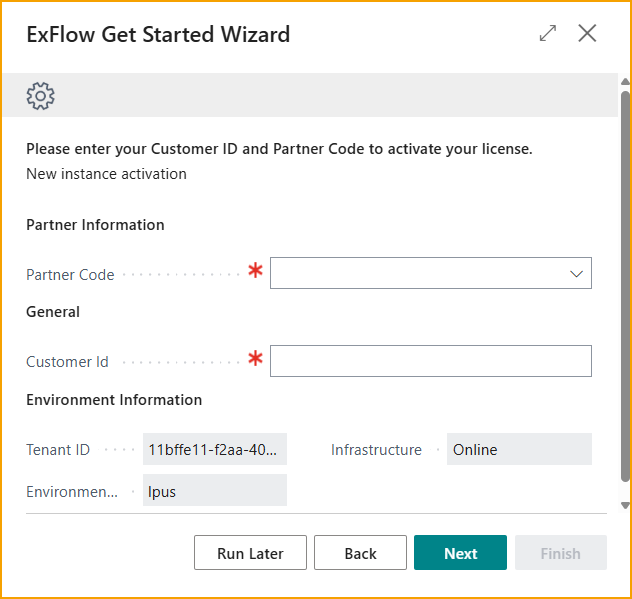 ExFlow Get Started Wizard
Please enter your Customer ID and Partner Code to activate your license.
New instance activation
Partner Information
Partner Code
General
Customer Id
Environment Information
Tenant ID 11bffe11-f2aa-40... Infrastructure Online
Environmen... Ipus
Run Later Back Next Finish